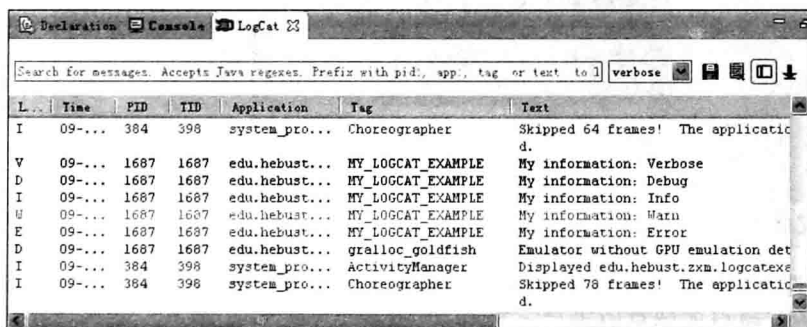 Declaration Console LogCat
Search for messages. Accepts Java regexes. Prefix with pid:, app:, tag or text to l verbose
L... Time PID TID Application Tag Text
I 09-... 384 398 system_pro... Choreographer Skipped 64 frames! The applicatio
d.
V 09-... 1687 1687 edu.hebust... MY_LOGCAT_EXAMPLE My information: Verbose
D 09-... 1687 1687 edu.hebust... MY_LOGCAT_EXAMPLE My information: Debug
I 09-... 1687 1687 edu.hebust... MY_LOGCAT_EXAMPLE My information: Info
W 09-... 1687 1687 edu.hebust... MY_LOGCAT_EXAMPLE My information: Warn
E 09-... 1687 1687 edu.hebust... MY_LOGCAT_EXAMPLE My information: Error
D 09-... 1687 1687 edu.hebust... gralloc_goldfish Emulator without GPU emulation det
I 09-... 384 398 system_pro... ActivityManager Displayed edu.hebust.zxm.logcatexa
I 09-... 384 398 system_pro... Choreographer Skipped 78 frames! The applicatio
d.